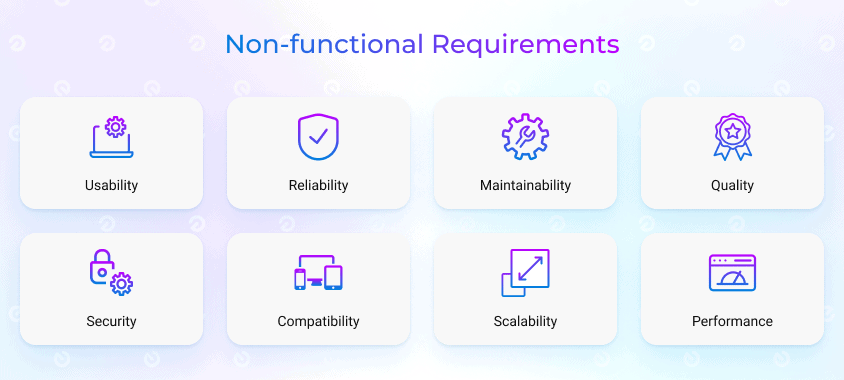 Non-functional Requirements
Usability
Reliability
Maintainability
Quality
Security
Compatibility
Scalability
Performance